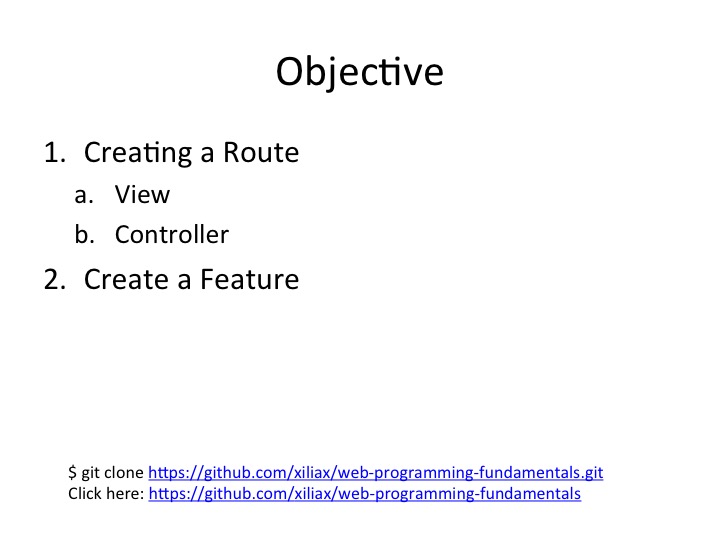 Objective
1. Creating a Route
a. View
b. Controller
2. Create a Feature
$ git clone https://github.com/xiliax/web-programming-fundamentals.git
Click here: https://github.com/xiliax/web-programming-fundamentals